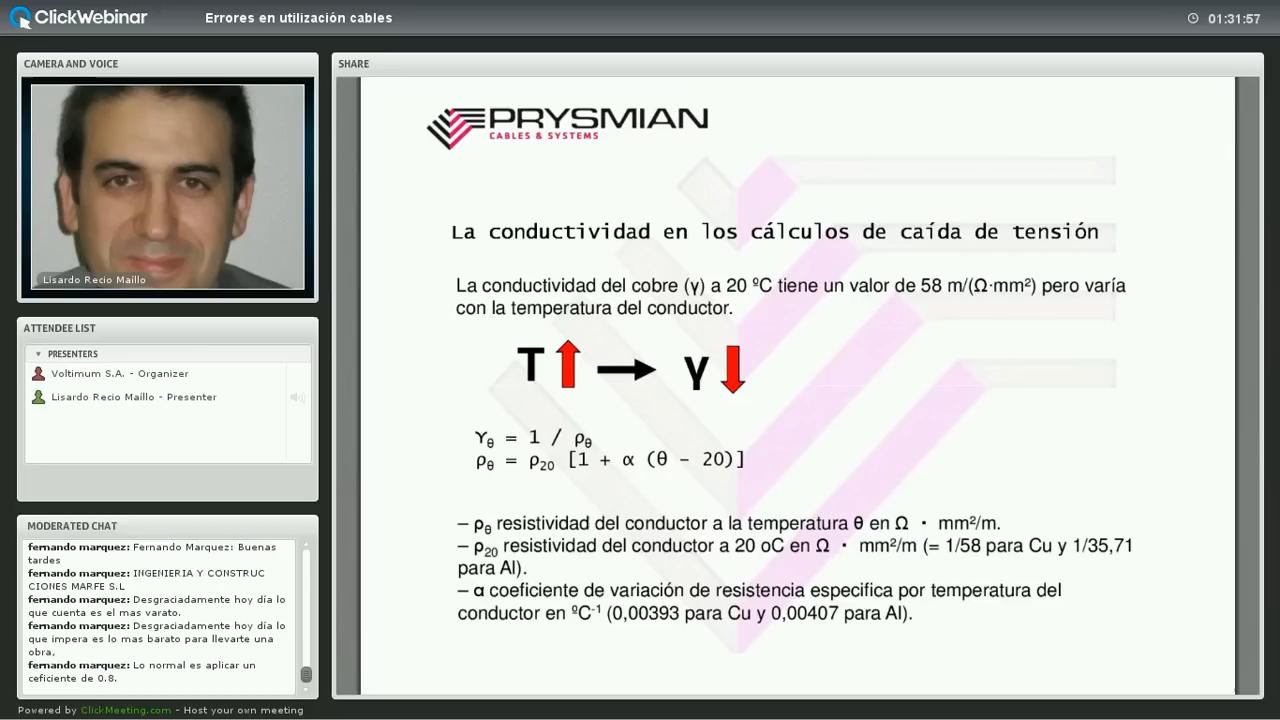 ClickWebinar
Errores en utilización cables
01:31:57
CAMERA AND VOICE
Lisardo Recio Maíllo
ATTENDEE LIST
PRESENTERS
Voltimum S.A. - Organizer
Lisardo Recio Maíllo - Presenter
MODERATED CHAT
fernando marquez: Fernando Marquez: Buenas
tardes
fernando marquez: INGENIERIA Y CONSTRUC
CIONES MARFE S.L
fernando marquez: Desgraciadamente hoy día lo
que cuenta es el mas varato.
fernando marquez: Desgraciadamente hoy día lo
que impera es lo mas barato para llevarte una
obra,
fernando marquez: Lo normal es aplicar un
ceficiente de 0.8.
Powered by ClickMeeting.com - Host your own meeting
SHARE
PRYSMIAN
CABLES & SYSTEMS
La conductividad en los cálculos de caída de tensión
La conductividad del cobre (γ) a 20 ºC tiene un valor de 58 m/(Ω·mm²) pero varía
con la temperatura del conductor.
T γ
ϒθ = 1 / ρθ
ρθ = ρ20 [1 + α (θ – 20)]
– ρθ resistividad del conductor a la temperatura θ en Ω · mm²/m.
– ρ20 resistividad del conductor a 20 oC en Ω · mm²/m (= 1/58 para Cu y 1/35,71
para Al).
– α coeficiente de variación de resistencia especifica por temperatura del
conductor en ºC⁻¹ (0,00393 para Cu y 0,00407 para Al).